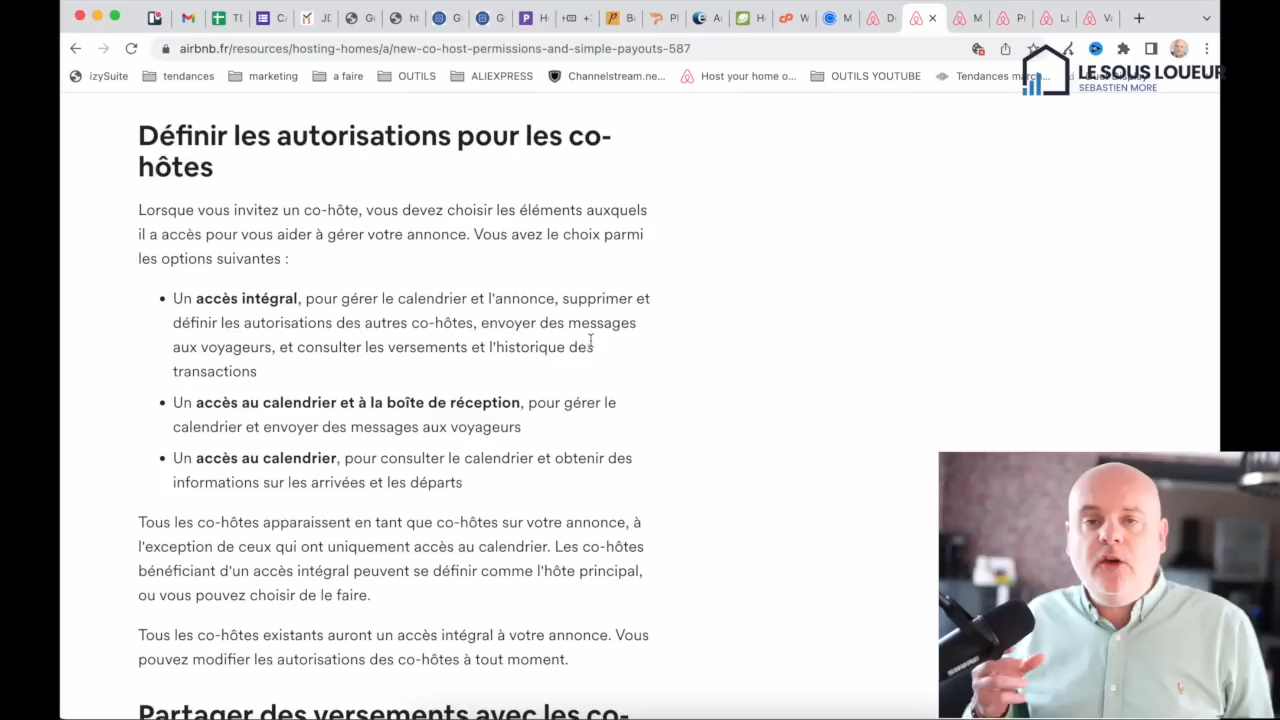 TI
C/
JI
G
ht
G
G
H
+3
B
Pl
A
H
W
M
D
M
P
L
V
airbnb.fr/resources/hosting-homes/a/new-co-host-permissions-and-simple-payouts-587
izySuite
tendances
marketing
a faire
OUTILS
ALIEXPRESS
Channelstream.ne...
Host your home o...
OUTILS YOUTUBE
Tendances
LE SOUS LOUEUR
SEBASTIEN MORE
Définir les autorisations pour les co-
hôtes
Lorsque vous invitez un co-hôte, vous devez choisir les éléments auxquels
il a accès pour vous aider à gérer votre annonce. Vous avez le choix parmi
les options suivantes :
• Un accès intégral, pour gérer le calendrier et l'annonce, supprimer et
définir les autorisations des autres co-hôtes, envoyer des messages
aux voyageurs, et consulter les versements et l'historique des
transactions
• Un accès au calendrier et à la boîte de réception, pour gérer le
calendrier et envoyer des messages aux voyageurs
• Un accès au calendrier, pour consulter le calendrier et obtenir des
informations sur les arrivées et les départs
Tous les co-hôtes apparaissent en tant que co-hôtes sur votre annonce, à
l'exception de ceux qui ont uniquement accès au calendrier. Les co-hôtes
bénéficiant d'un accès intégral peuvent se définir comme l'hôte principal,
ou vous pouvez choisir de le faire.
Tous les co-hôtes existants auront un accès intégral à votre annonce. Vous
pouvez modifier les autorisations des co-hôtes à tout moment.
Partager des versements avec les co-